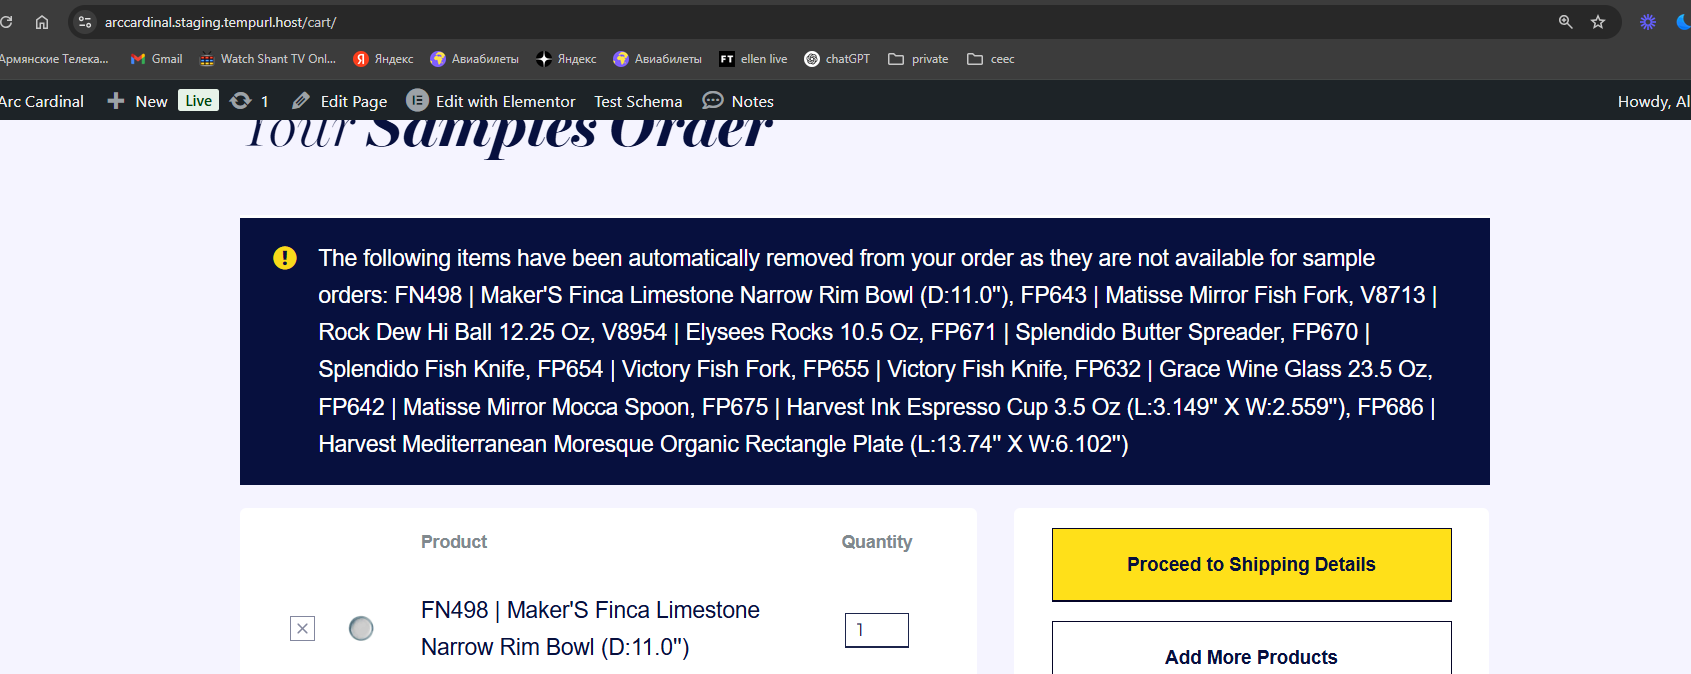 arccardinal.staging.tempurl.host/cart/
Армянские Телека...
Gmail
Watch Shant TV Onl...
Яндекс
Авиабилеты
Яндекс
Авиабилеты
FT ellen live
chatGPT
private
ceec
Arc Cardinal
New
Live
1
Edit Page
Edit with Elementor
Test Schema
Notes
Howdy, Al
Your Samples Order
The following items have been automatically removed from your order as they are not available for sample
orders: FN498 | Maker'S Finca Limestone Narrow Rim Bowl (D:11.0"), FP643 | Matisse Mirror Fish Fork, V8713 |
Rock Dew Hi Ball 12.25 Oz, V8954 | Elysees Rocks 10.5 Oz, FP671 | Splendido Butter Spreader, FP670 |
Splendido Fish Knife, FP654 | Victory Fish Fork, FP655 | Victory Fish Knife, FP632 | Grace Wine Glass 23.5 Oz,
FP642 | Matisse Mirror Mocca Spoon, FP675 | Harvest Ink Espresso Cup 3.5 Oz (L:3.149" X W:2.559"), FP686 |
Harvest Mediterranean Moresque Organic Rectangle Plate (L:13.74" X W:6.102")
Product
Quantity
FN498 | Maker'S Finca Limestone
Narrow Rim Bowl (D:11.0")
1
Proceed to Shipping Details
Add More Products